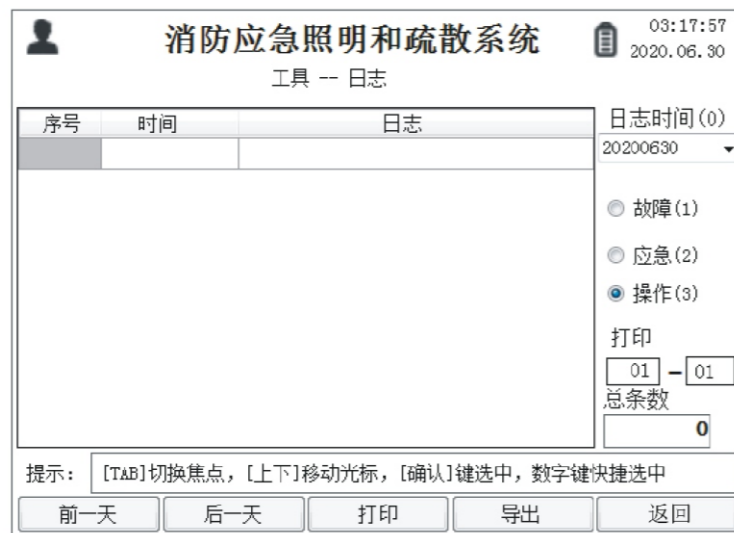 消防应急照明和疏散系统
03:17:57
2020.06.30
工具 -- 日志
序号 时间 日志
日志时间(0)
20200630
故障(1)
应急(2)
操作(3)
打印
01 - 01
总条数
0
提示: [TAB]切换焦点, [上下]移动光标, [确认]键选中, 数字键快捷选中
前一天 后一天 打印 导出 返回